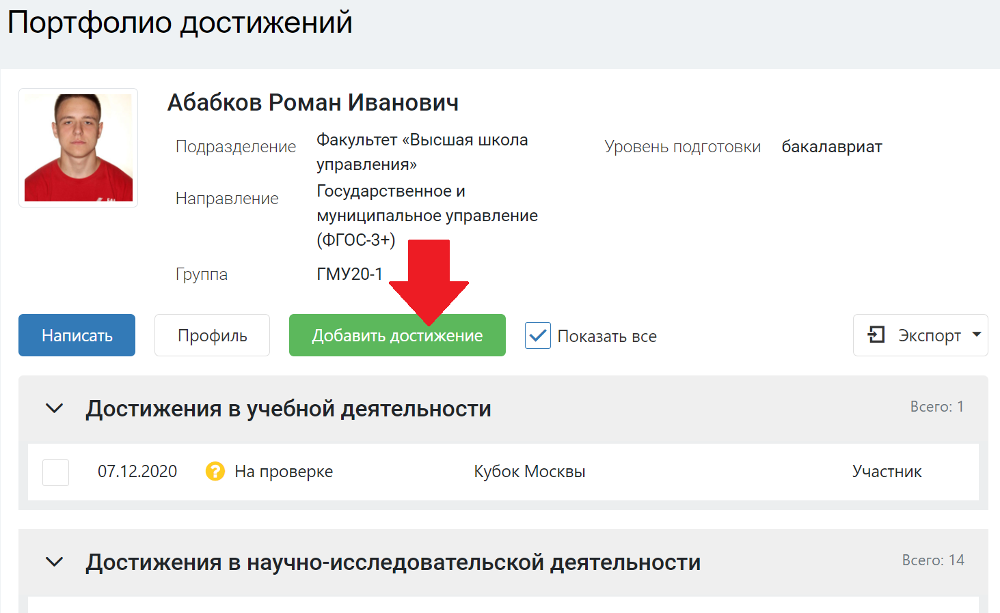 Портфолио достижений
Абабков Роман Иванович
Подразделение
Факультет «Высшая школа
управления»
Уровень подготовки
бакалавриат
Направление
Государственное и
муниципальное управление
(ФГОС-3+)
Группа
ГМУ20-1
Написать
Профиль
Добавить достижение
Показать все
Экспорт
Достижения в учебной деятельности
Всего: 1
07.12.2020
На проверке
Кубок Москвы
Участник
Достижения в научно-исследовательской деятельности
Всего: 14